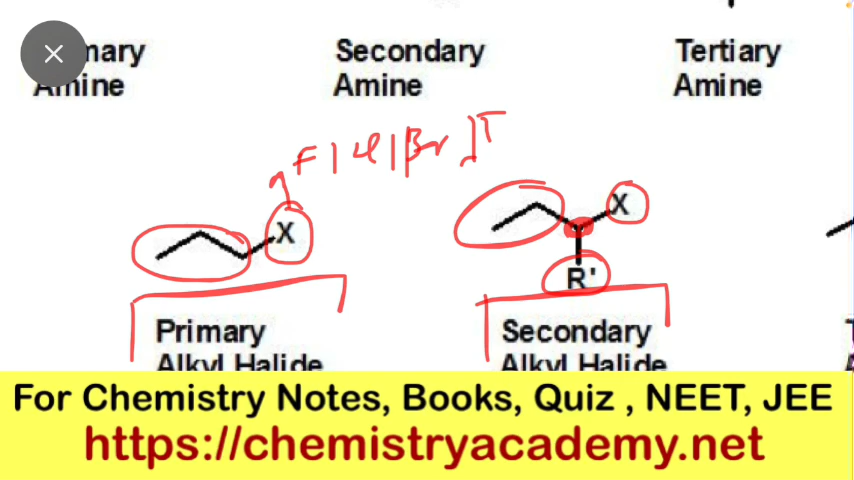 mary
Amine
Secondary
Amine
Tertiary
Amine
F | Cl | Br
X
Primary
Alkyl Halide
X
R'
Secondary
Alkyl Halide
For Chemistry Notes, Books, Quiz , NEET, JEE
https://chemistryacademy.net